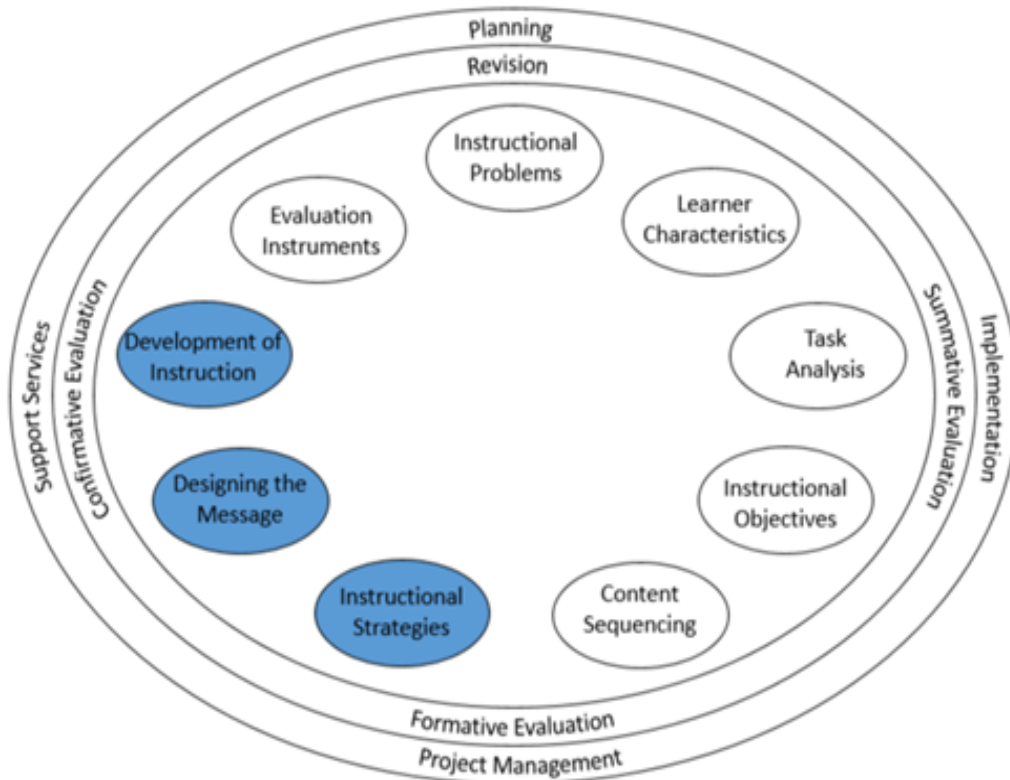 Planning
Revision
Instructional
Problems
Learner
Characteristics
Evaluation
Instruments
Task
Analysis
Development of
Instruction
Instructional
Objectives
Designing the
Message
Content
Sequencing
Instructional
Strategies
Support Services
Confirmative Evaluation
Summative Evaluation
Implementation
Formative Evaluation
Project Management